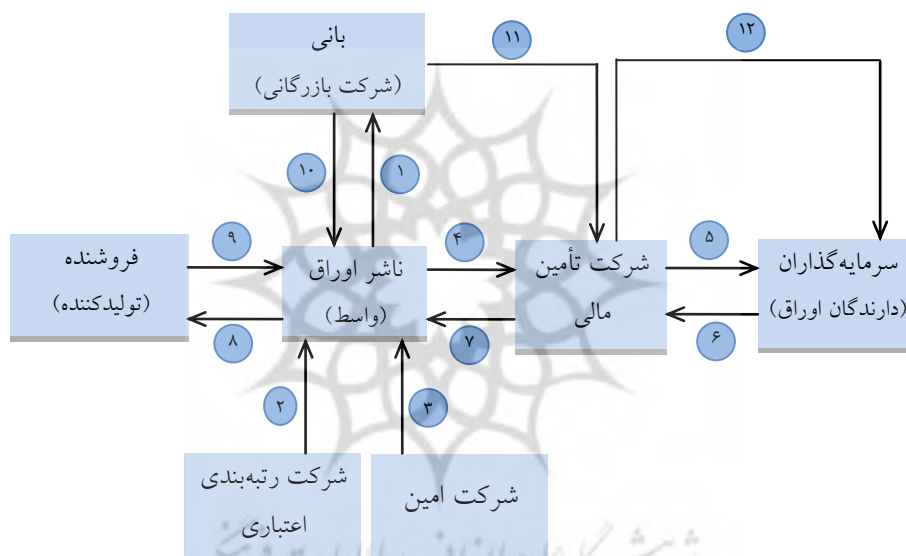 بانی
(شرکت بازرگانی)
۱۱
۱۲
۱۰
۱
فروشنده
(تولیدکننده)
۹
۸
ناشر اوراق
(واسط)
۴
۷
شرکت تأمین
مالی
۵
۶
سرمایه‌گذاران
(دارندگان اوراق)
۲
۳
شرکت رتبه‌بندی
اعتباری
شرکت امین